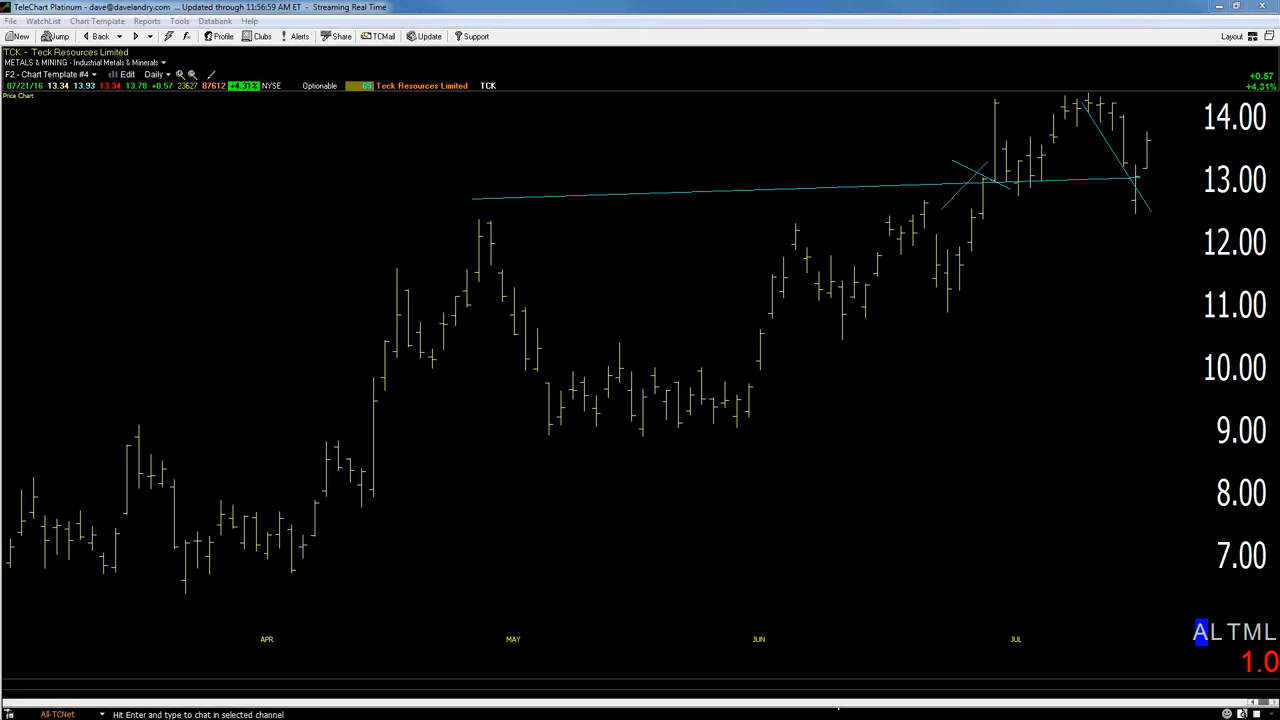 TeleChart Platinum - dave@davelandry.com ... Updated through 11:56:59 AM ET - Streaming Real Time
File WatchList Chart Template Reports Tools Databank Help
New Jump Back Profile Clubs Alerts Share TCMail Update Support Layout
TCK - Teck Resources Limited
METALS & MINING - Industrial Metals & Minerals
F2 - Chart Template #4 Edit Daily +0.57
07/21/16 13.34 13.93 13.34 13.78 +0.57 23627 87612 +4.31% NYSE Optionable 65 Teck Resources Limited TCK +4.31%
Price Chart
14.00
13.00
12.00
11.00
10.00
9.00
8.00
7.00
APR MAY JUN JUL
ALTML
1.0
All-TCNet Hit Enter and type to chat in selected channel